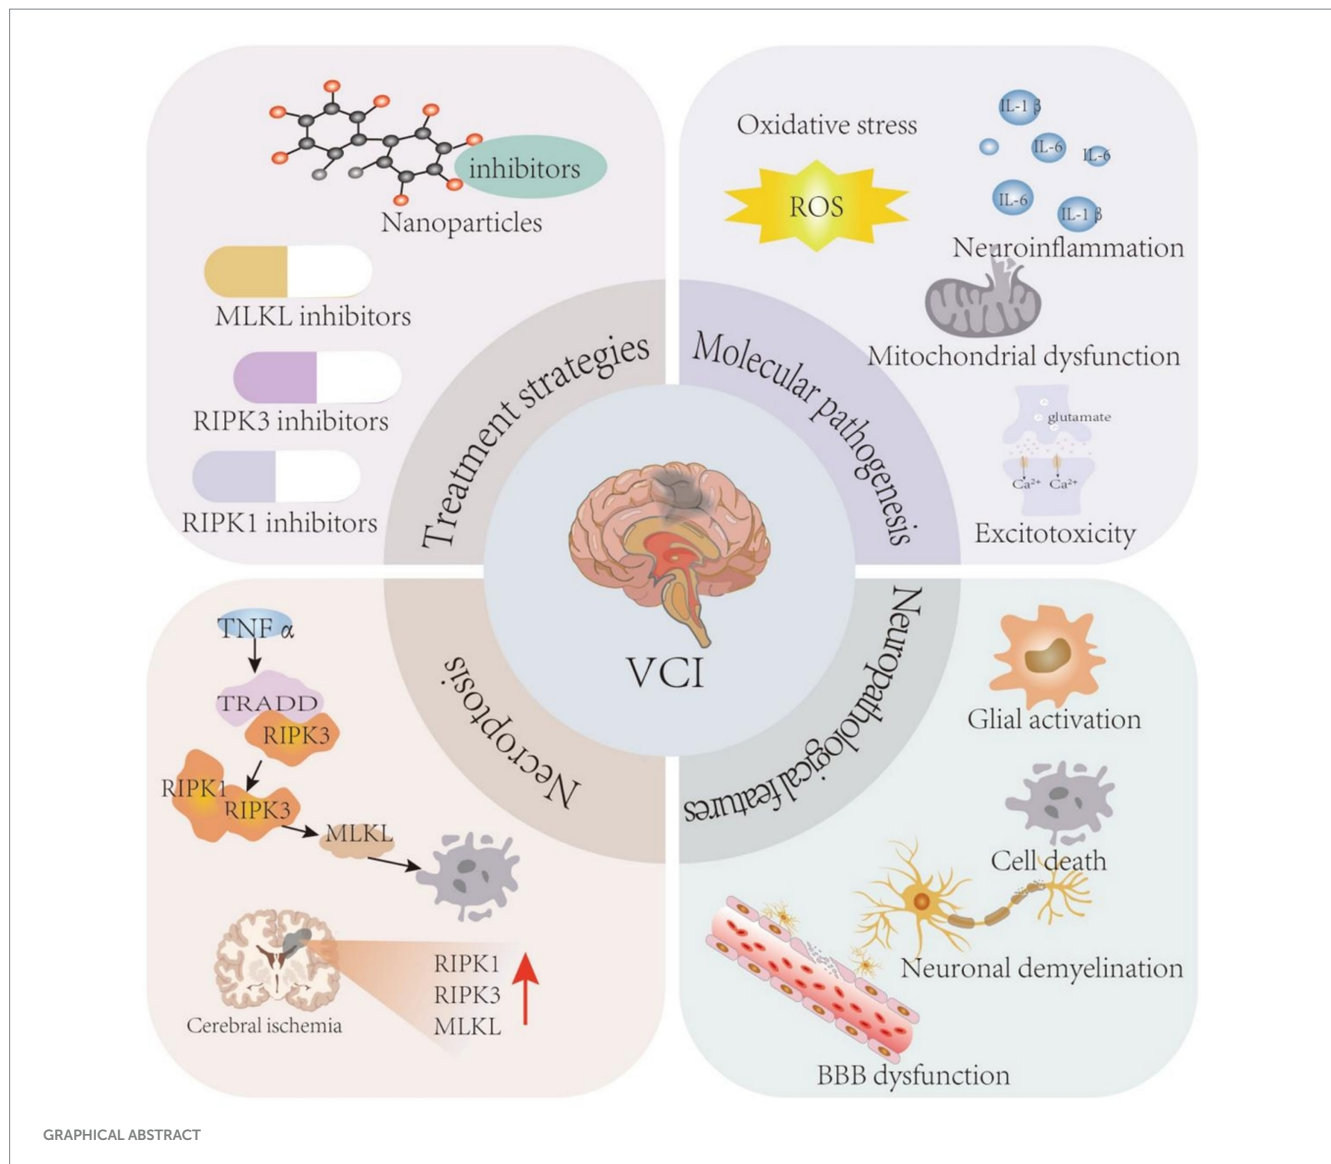 inhibitors
Nanoparticles
MLKL inhibitors
RIPK3 inhibitors
RIPK1 inhibitors
Treatment strategies
Oxidative stress
ROS
IL-1 β
IL-6
IL-6
IL-6
IL-1 β
Neuroinflammation
Mitochondrial dysfunction
glutamate
Ca²⁺ Ca²⁺
Excitotoxicity
Molecular pathogenesis
VCI
TNF α
TRADD
RIPK3
RIPK1
RIPK3
MLKL
Necroptosis
Cerebral ischemia
RIPK1
RIPK3
MLKL
Neuropathological features
Glial activation
Cell death
Neuronal demyelination
BBB dysfunction
GRAPHICAL ABSTRACT